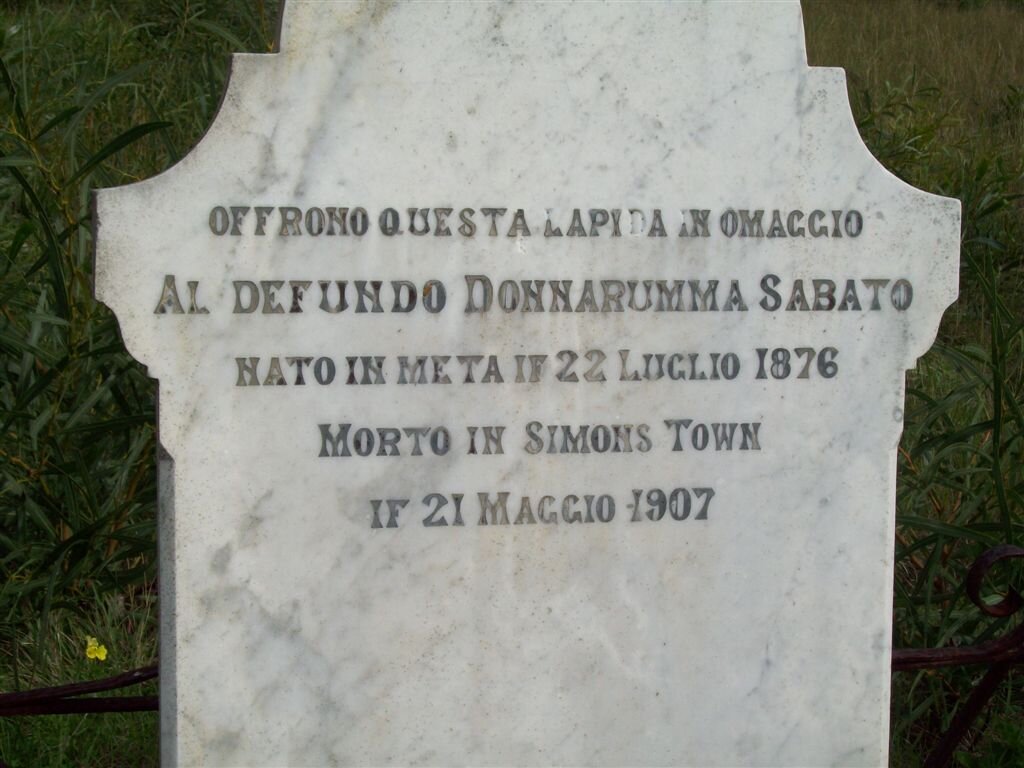 OFFRONO QUESTA LAPIDA IN OMAGGIO
AL DEFUNDO DONNARUMMA SABATO
NATO IN META IF 22 LUGLIO 1876
MORTO IN SIMONS TOWN
IF 21 MAGGIO 1907